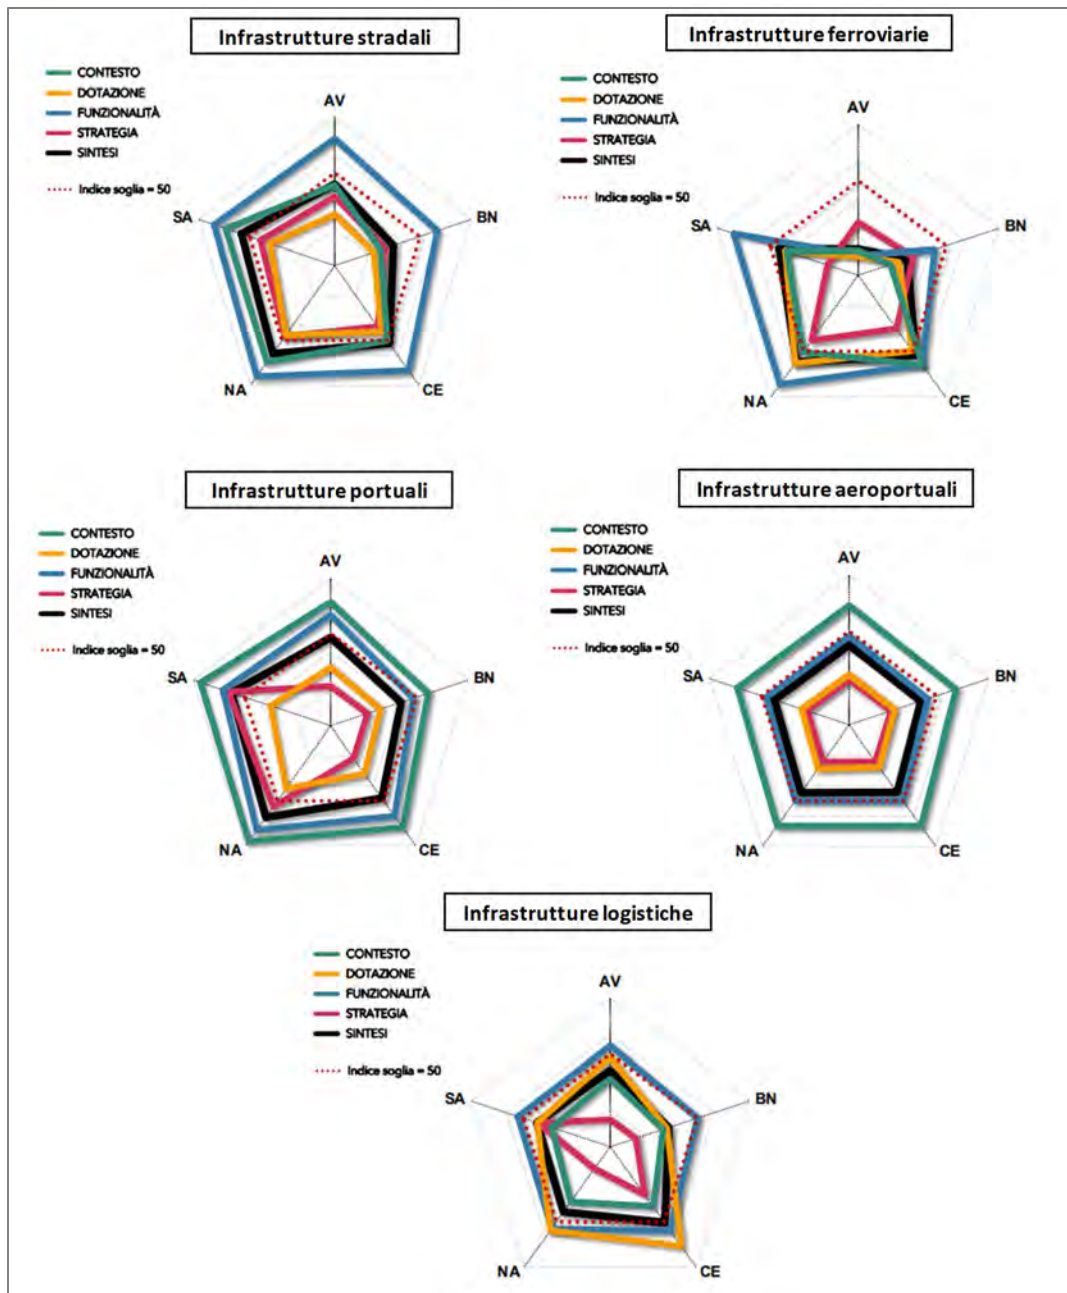 Infrastrutture stradali
CONTESTO
DOTAZIONE
FUNZIONALITÀ
STRATEGIA
SINTESI
Indice soglia = 50
AV
BN
CE
NA
SA
Infrastrutture ferroviarie
CONTESTO
DOTAZIONE
FUNZIONALITÀ
STRATEGIA
SINTESI
Indice soglia = 50
AV
BN
CE
NA
SA
Infrastrutture portuali
CONTESTO
DOTAZIONE
FUNZIONALITÀ
STRATEGIA
SINTESI
Indice soglia = 50
AV
BN
CE
NA
SA
Infrastrutture aeroportuali
CONTESTO
DOTAZIONE
FUNZIONALITÀ
STRATEGIA
SINTESI
Indice soglia = 50
AV
BN
CE
NA
SA
Infrastrutture logistiche
CONTESTO
DOTAZIONE
FUNZIONALITÀ
STRATEGIA
SINTESI
Indice soglia = 50
AV
BN
CE
NA
SA